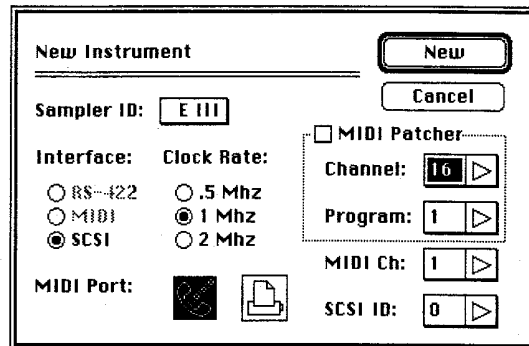 New Instrument
New
Cancel
Sampler ID: E III
Interface:
RS-422
MIDI
SCSI
Clock Rate:
.5 Mhz
1 Mhz
2 Mhz
MIDI Port:
MIDI Patcher
Channel: 16
Program: 1
MIDI Ch: 1
SCSI ID: 0